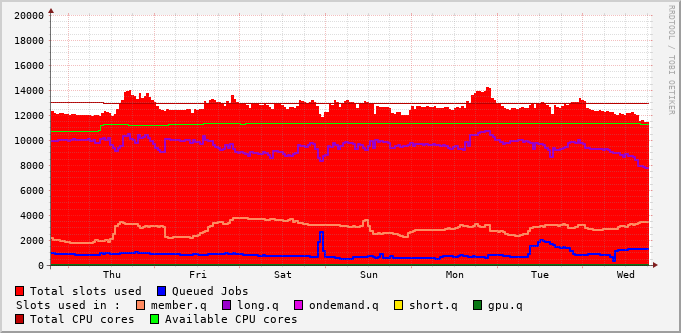 20000
18000
16000
14000
12000
10000
8000
6000
4000
2000
0
Thu Fri Sat Sun Mon Tue Wed
Total slots used Queued Jobs
Slots used in : member.q long.q ondemand.q short.q gpu.q
Total CPU cores Available CPU cores
RRDTOOL / TOBI OETIKER